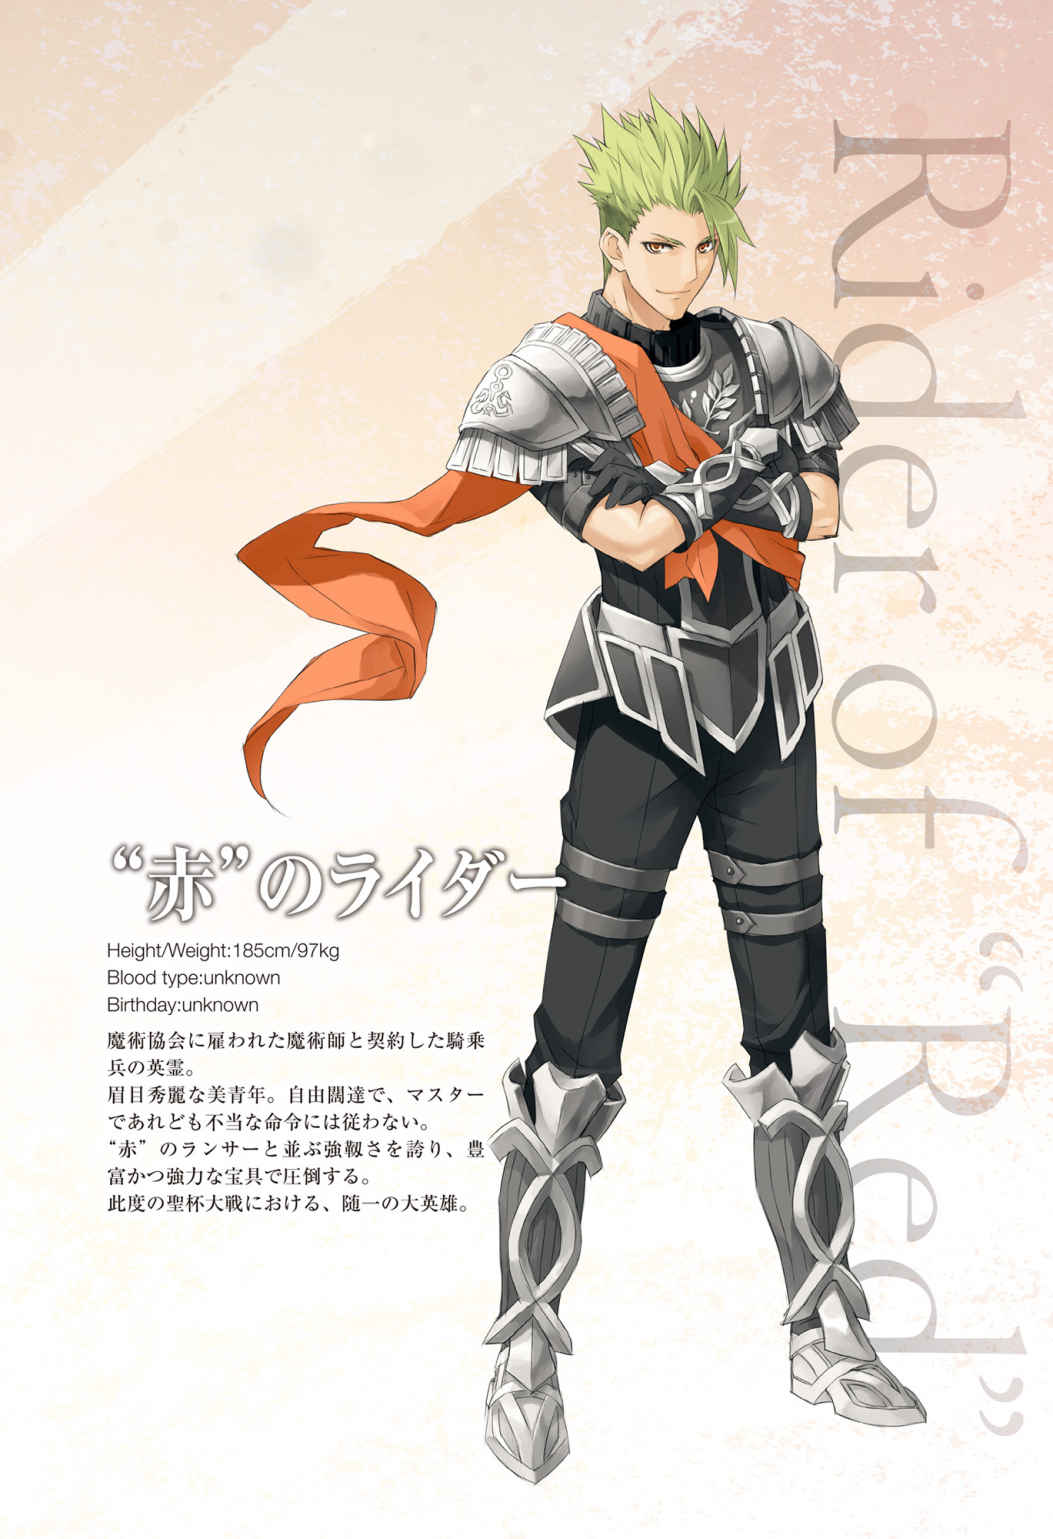 Rider of “Red”
“赤”のライダー
Height/Weight:185cm/97kg
Blood type:unknown
Birthday:unknown
魔術協会に雇われた魔術師と契約した騎乗
兵の英霊。
眉目秀麗な美青年。自由闊達で、マスター
であれども不当な命令には従わない。
“赤”のランサーと並ぶ強靱さを誇り、豊
富かつ強力な宝具で圧倒する。
此度の聖杯大戦における、随一の大英雄。